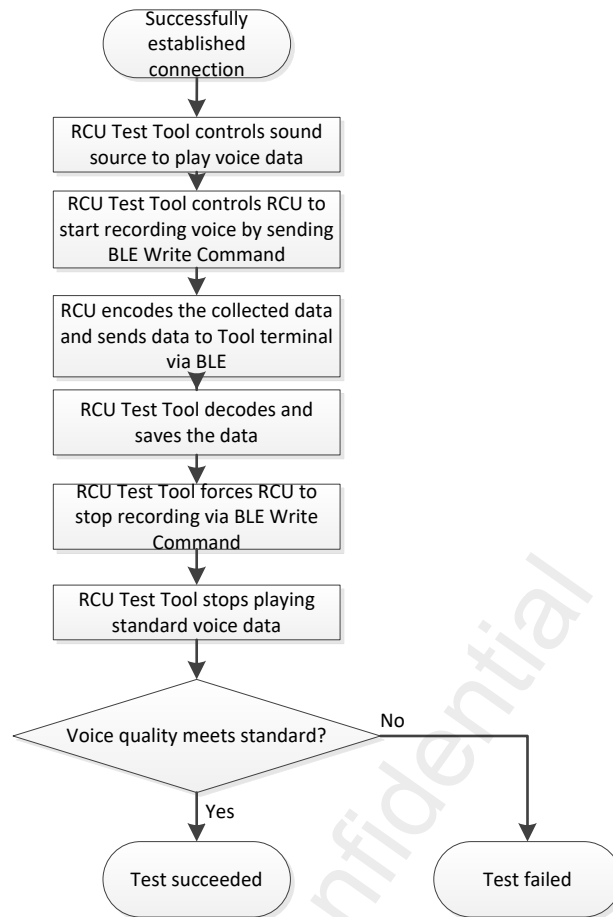 Successfully
established
connection
RCU Test Tool controls sound
source to play voice data
RCU Test Tool controls RCU to
start recording voice by sending
BLE Write Command
RCU encodes the collected data
and sends data to Tool terminal
via BLE
RCU Test Tool decodes and
saves the data
RCU Test Tool forces RCU to
stop recording via BLE Write
Command
RCU Test Tool stops playing
standard voice data
Voice quality meets standard?
No
Yes
Test succeeded
Test failed
nfidential